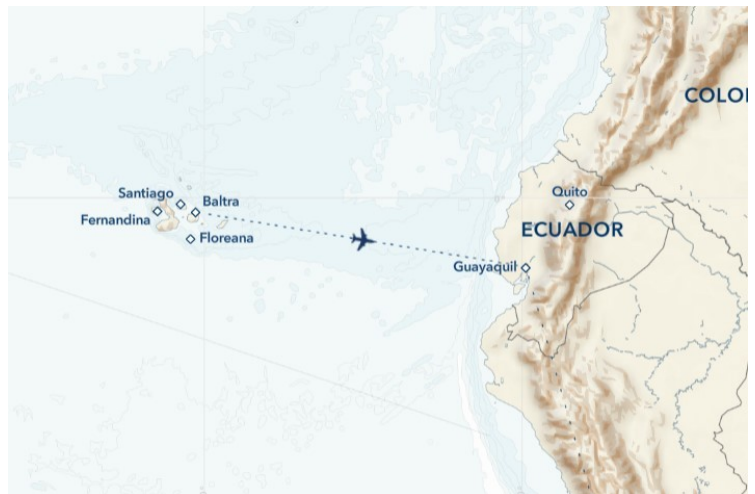 COLO
Santiago
Baltra
Quito
Fernandina
ECUADOR
Floreana
Guayaquil